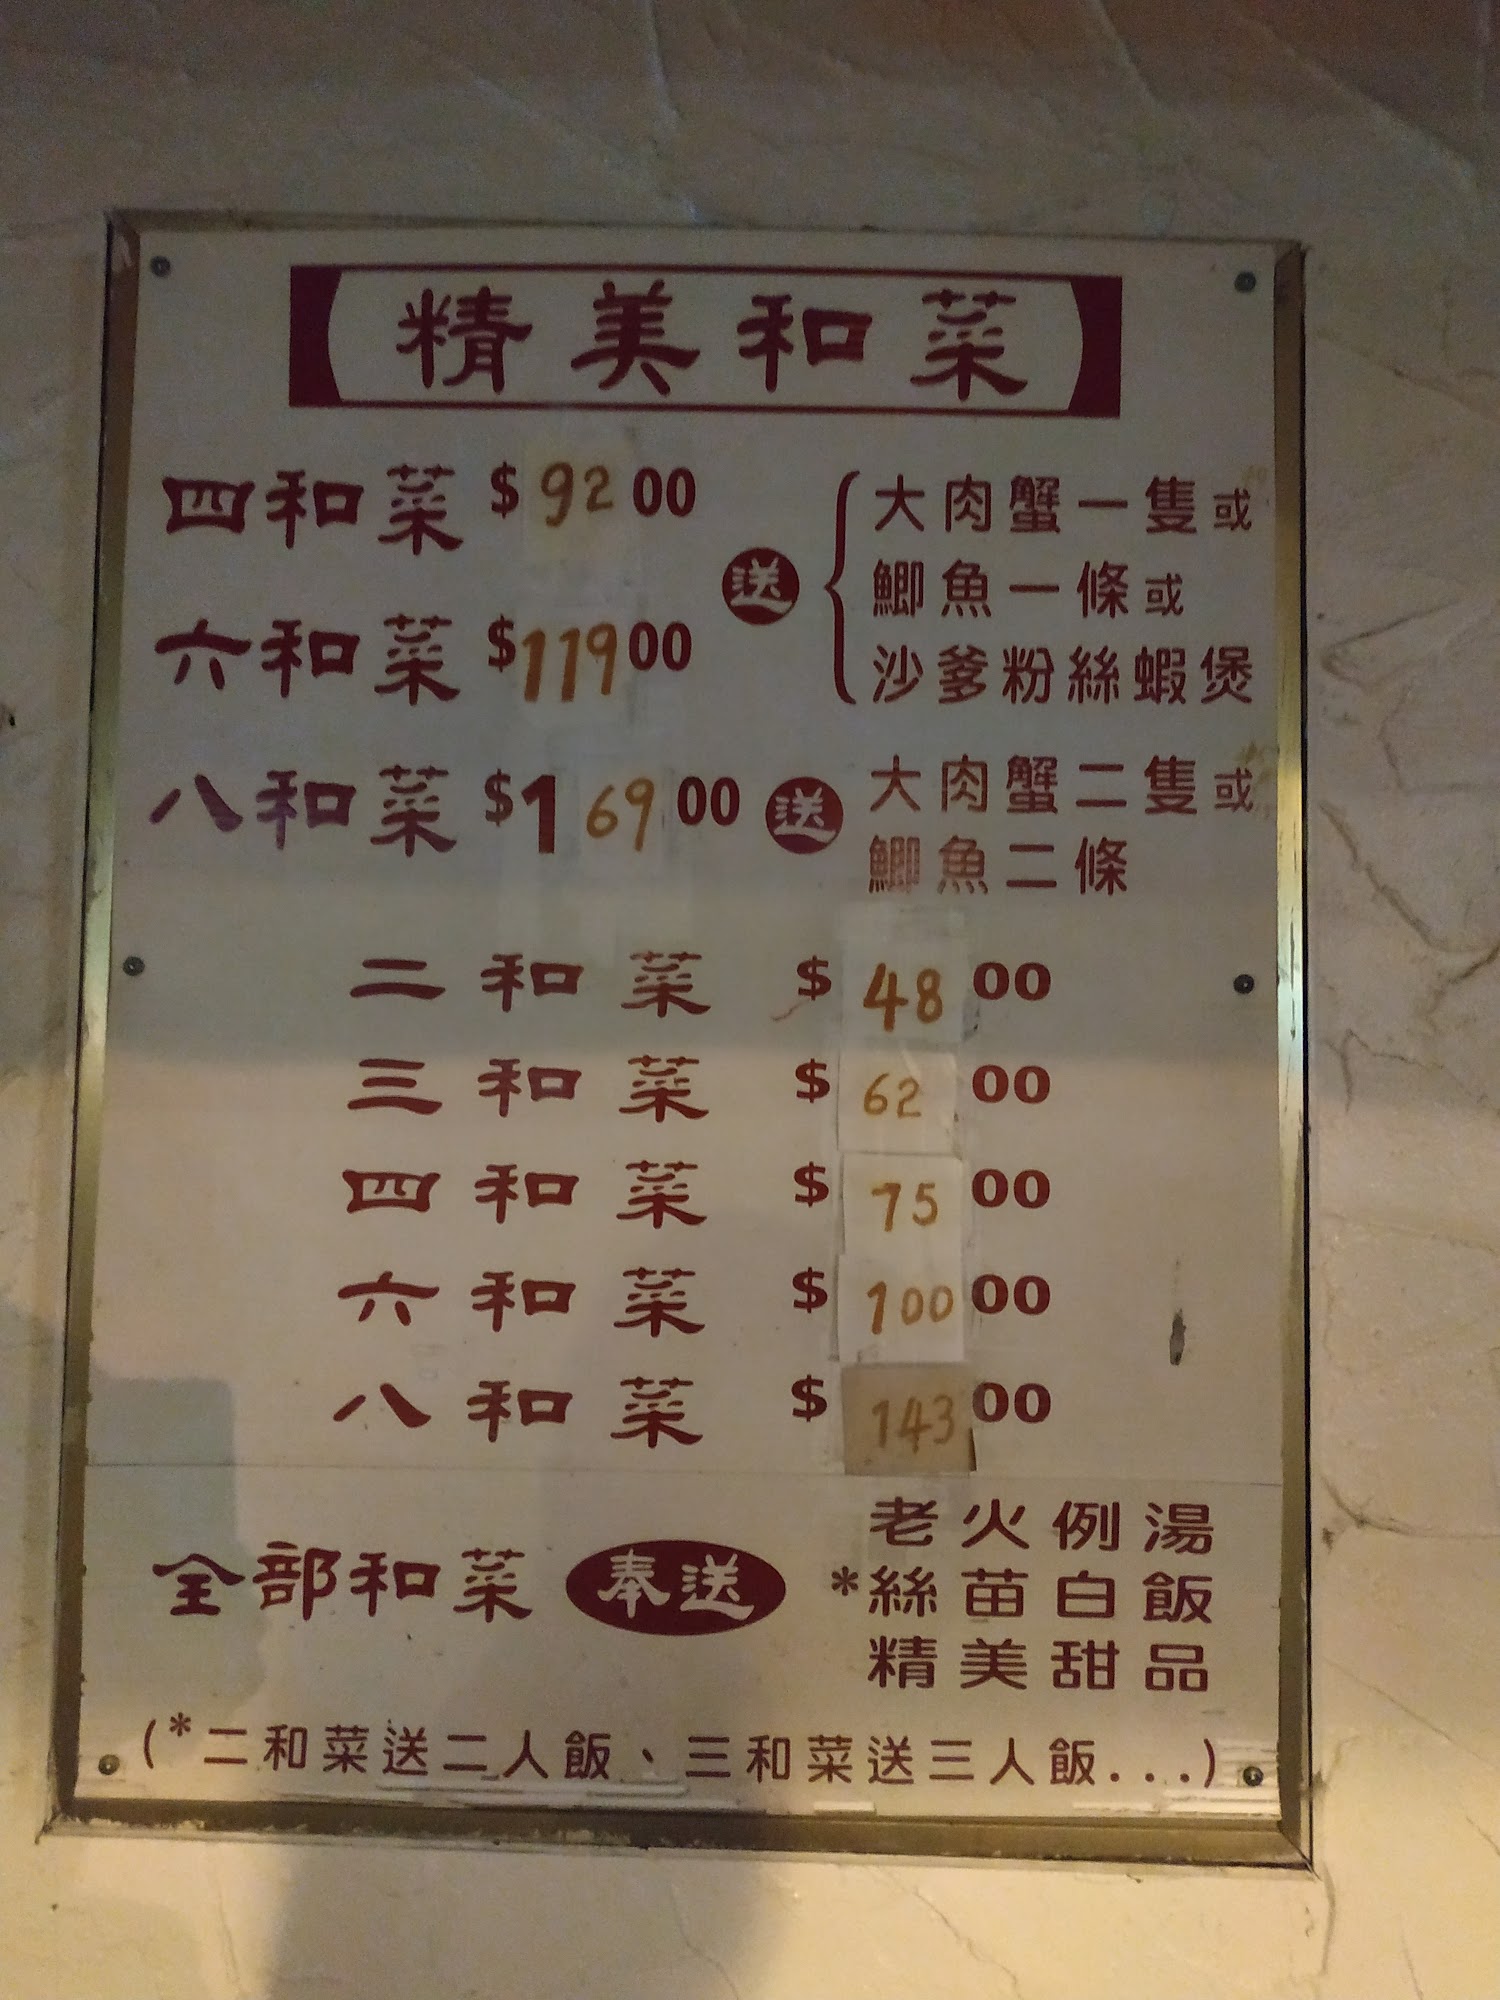 精美和菜
四和菜 $92.00
六和菜 $119.00
送
大肉蟹一隻或
鯽魚一條或
沙爹粉絲蝦煲
八和菜 $169.00 送 大肉蟹二隻或
鯽魚二條
二和菜 $48.00
三和菜 $62.00
四和菜 $75.00
六和菜 $100.00
八和菜 $143.00
全部和菜 奉送
老火例湯
*絲苗白飯
精美甜品
(*二和菜送二人飯、三和菜送三人飯...)